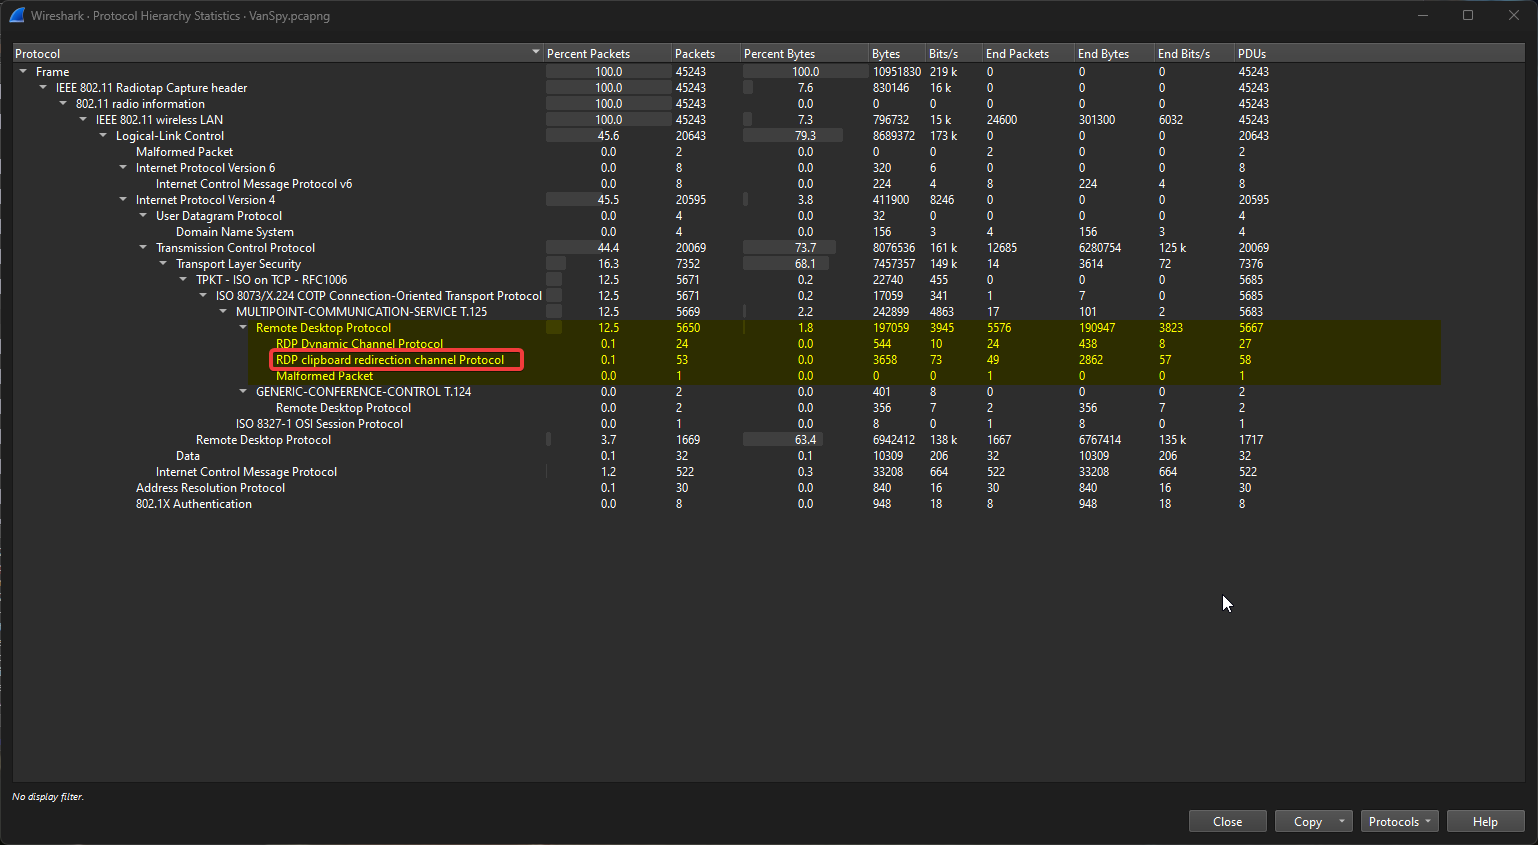 Wireshark · Protocol Hierarchy Statistics · VanSpy.pcapng
Protocol Percent Packets Packets Percent Bytes Bytes Bits/s End Packets End Bytes End Bits/s PDUs
Frame 100.0 45243 100.0 10951830 219 k 0 0 0 45243
IEEE 802.11 Radiotap Capture header 100.0 45243 7.6 830146 16 k 0 0 0 45243
802.11 radio information 100.0 45243 0.0 0 0 0 0 0 45243
IEEE 802.11 wireless LAN 100.0 45243 7.3 796732 15 k 24600 301300 6032 45243
Logical-Link Control 45.6 20643 79.3 8689372 173 k 0 0 0 20643
Malformed Packet 0.0 2 0.0 0 0 2 0 0 2
Internet Protocol Version 6 0.0 8 0.0 320 6 0 0 0 8
Internet Control Message Protocol v6 0.0 8 0.0 224 4 8 224 4 8
Internet Protocol Version 4 45.5 20595 3.8 411900 8246 0 0 0 20595
User Datagram Protocol 0.0 4 0.0 32 0 0 0 0 4
Domain Name System 0.0 4 0.0 156 3 4 156 3 4
Transmission Control Protocol 44.4 20069 73.7 8076536 161 k 12685 6280754 125 k 20069
Transport Layer Security 16.3 7352 68.1 7457357 149 k 14 3614 72 7376
TPKT - ISO on TCP - RFC1006 12.5 5671 0.2 22740 455 0 0 0 5685
ISO 8073/X.224 COTP Connection-Oriented Transport Protocol 12.5 5671 0.2 17059 341 1 7 0 5685
MULTIPOINT-COMMUNICATION-SERVICE T.125 12.5 5669 2.2 242899 4863 17 101 2 5683
Remote Desktop Protocol 12.5 5650 1.8 197059 3945 5576 190947 3823 5667
RDP Dynamic Channel Protocol 0.1 24 0.0 544 10 24 438 8 27
RDP clipboard redirection channel Protocol 0.1 53 0.0 3658 73 49 2862 57 58
Malformed Packet 0.0 1 0.0 0 0 1 0 0 1
GENERIC-CONFERENCE-CONTROL T.124 0.0 2 0.0 401 8 0 0 0 2
Remote Desktop Protocol 0.0 2 0.0 356 7 2 356 7 2
ISO 8327-1 OSI Session Protocol 0.0 1 0.0 8 0 1 8 0 1
Remote Desktop Protocol 3.7 1669 63.4 6942412 138 k 1667 6767414 135 k 1717
Data 0.1 32 0.1 10309 206 32 10309 206 32
Internet Control Message Protocol 1.2 522 0.3 33208 664 522 33208 664 522
Address Resolution Protocol 0.1 30 0.0 840 16 30 840 16 30
802.1X Authentication 0.0 8 0.0 948 18 8 948 18 8
No display filter.
Close Copy Protocols Help